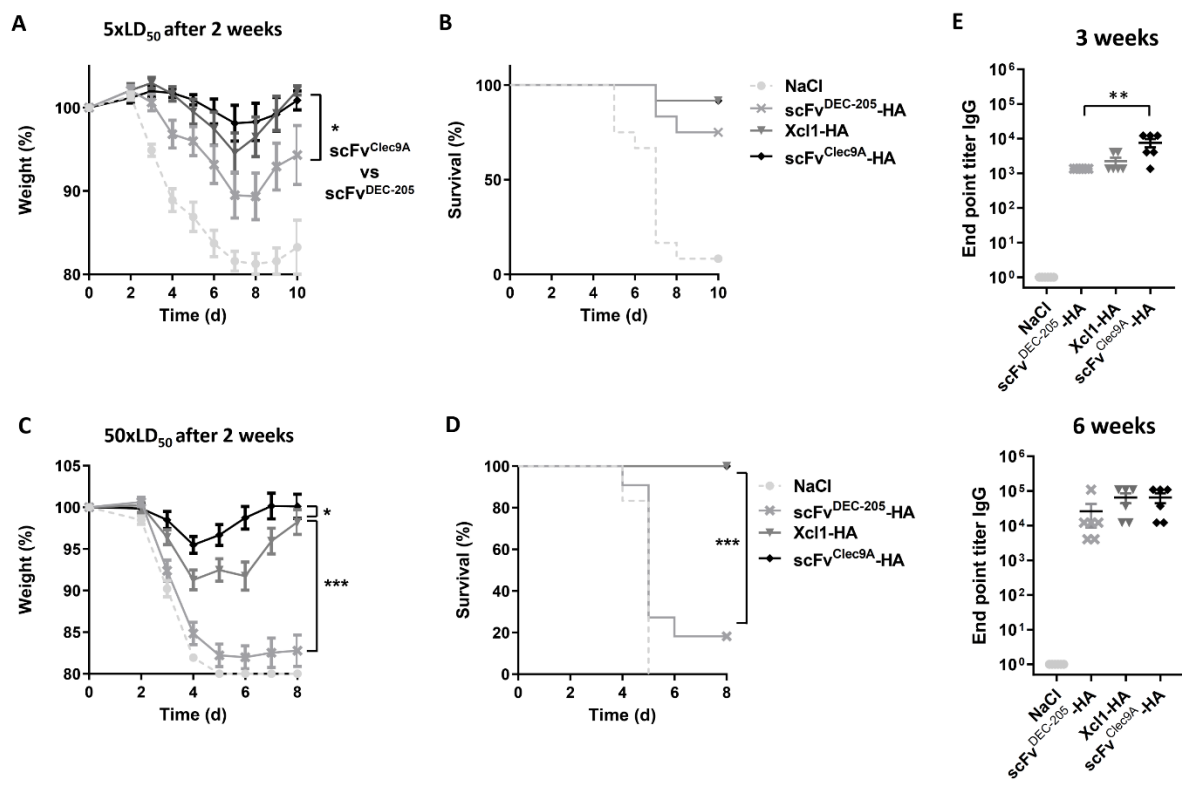 A
5xLD50 after 2 weeks
Weight (%)
100
90
80
0 2 4 6 8 10
Time (d)
*
scFvClec9A
vs
scFvDEC-205
B
Survival (%)
100
50
0
0 2 4 6 8 10
Time (d)
NaCl
scFvDEC-205-HA
Xcl1-HA
scFvClec9A-HA
E
3 weeks
End point titer IgG
10^6
10^5
10^4
10^3
10^2
10^1
10^0
**
NaCl
scFvDEC-205-HA
Xcl1-HA
scFvClec9A-HA
C
50xLD50 after 2 weeks
Weight (%)
105
100
95
90
85
80
0 2 4 6 8
Time (d)
*
***
D
Survival (%)
100
80
60
40
20
0
0 2 4 6 8
Time (d)
***
NaCl
scFvDEC-205-HA
Xcl1-HA
scFvClec9A-HA
6 weeks
End point titer IgG
10^6
10^5
10^4
10^3
10^2
10^1
10^0
NaCl
scFvDEC-205-HA
Xcl1-HA
scFvClec9A-HA